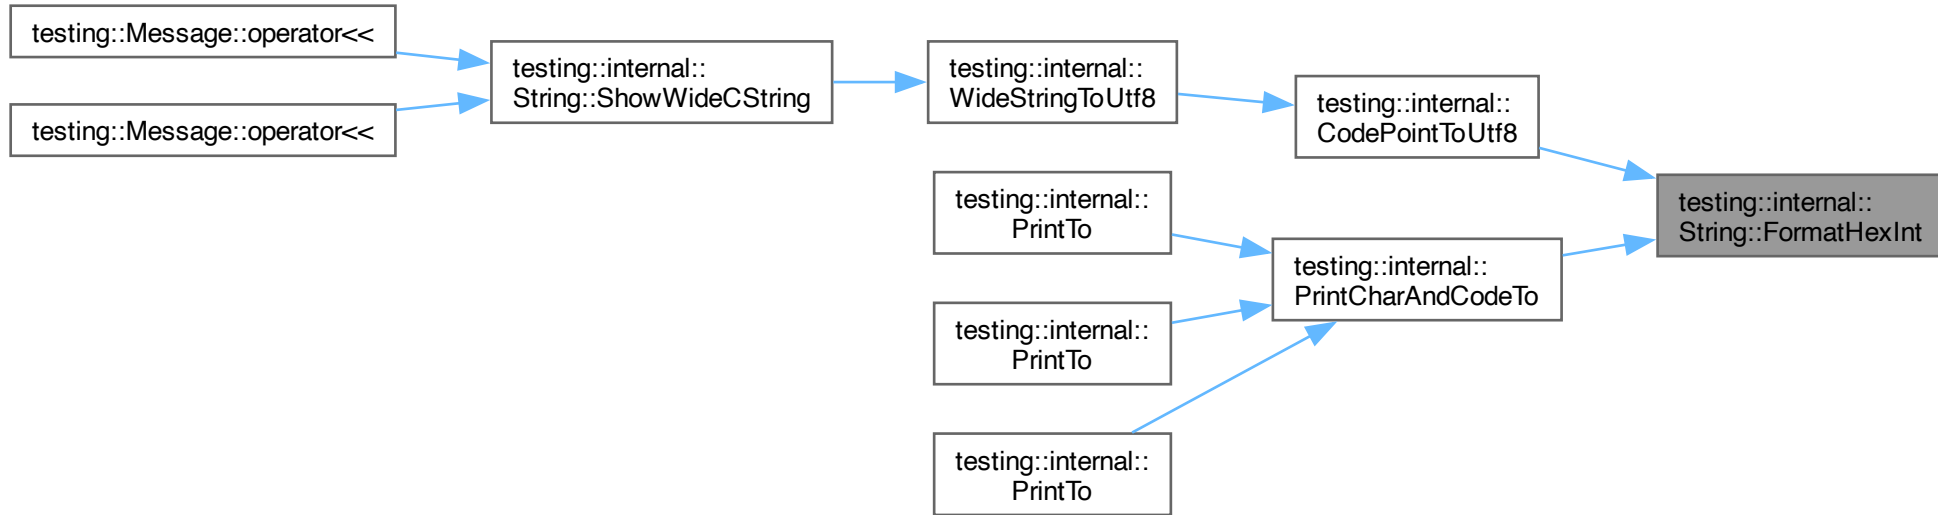 testing::Message::operator<<
testing::Message::operator<<
testing::internal::
String::ShowWideCString
testing::internal::
WideStringToUtf8
testing::internal::
CodePointToUtf8
testing::internal::
String::FormatHexInt
testing::internal::
PrintTo
testing::internal::
PrintTo
testing::internal::
PrintTo
testing::internal::
PrintCharAndCodeTo